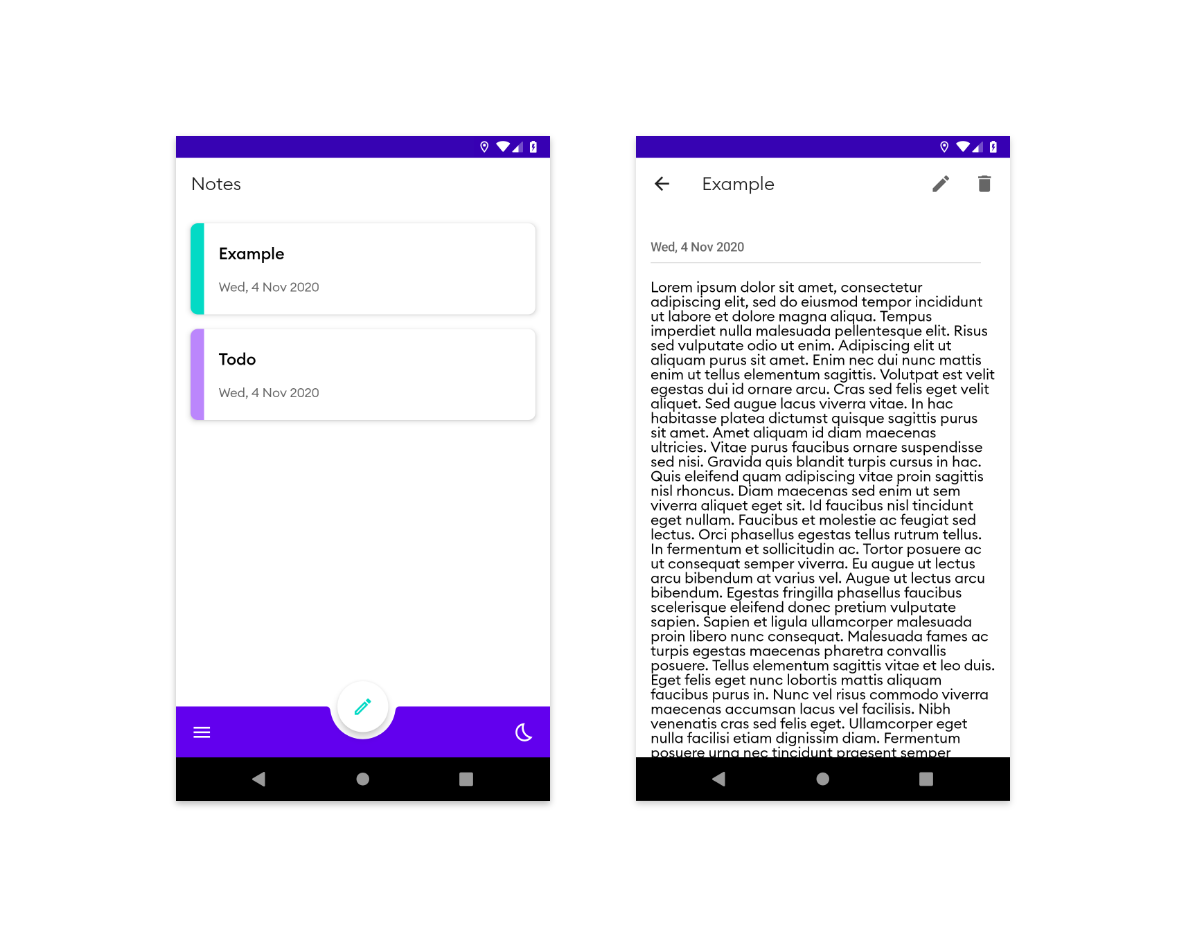 Notes
Example
Wed, 4 Nov 2020
Todo
Wed, 4 Nov 2020
Example
Wed, 4 Nov 2020
Lorem ipsum dolor sit amet, consectetur
adipiscing elit, sed do eiusmod tempor incididunt
ut labore et dolore magna aliqua. Tempus
imperdiet nulla malesuada pellentesque elit. Risus
sed vulputate odio ut enim. Adipiscing elit ut
aliquam purus sit amet. Enim nec dui nunc mattis
enim ut tellus elementum sagittis. Volutpat est velit
egestas dui id ornare arcu. Cras sed felis eget velit
aliquet. Sed augue lacus viverra vitae. In hac
habitasse platea dictumst quisque sagittis purus
sit amet. Amet aliquam id diam maecenas
ultricies. Vitae purus faucibus ornare suspendisse
sed nisi. Gravida quis blandit turpis cursus in hac.
Quis eleifend quam adipiscing vitae proin sagittis
nisl rhoncus. Diam maecenas sed enim ut sem
viverra aliquet eget sit. Id faucibus nisl tincidunt
eget nullam. Faucibus et molestie ac feugiat sed
lectus. Orci phasellus egestas tellus rutrum tellus.
In fermentum et sollicitudin ac. Tortor posuere ac
ut consequat semper viverra. Eu augue ut lectus
arcu bibendum at varius vel. Augue ut lectus arcu
bibendum. Egestas fringilla phasellus faucibus
scelerisque eleifend donec pretium vulputate
sapien. Sapien et ligula ullamcorper malesuada
proin libero nunc consequat. Malesuada fames ac
turpis egestas maecenas pharetra convallis
posuere. Tellus elementum sagittis vitae et leo duis.
Eget felis eget nunc lobortis mattis aliquam
faucibus purus in. Nunc vel risus commodo viverra
maecenas accumsan lacus vel facilisis. Nibh
venenatis cras sed felis eget. Ullamcorper eget
nulla facilisi etiam dignissim diam. Fermentum
posuere urna nec tincidunt praesent semper